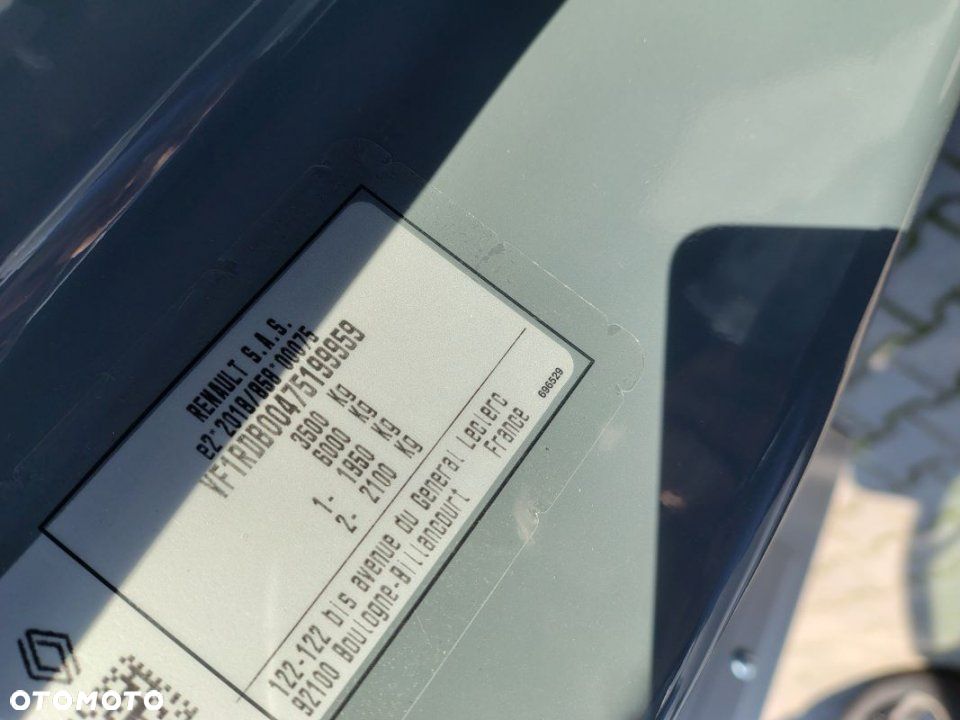 RENAULT S.A.S.
e2*2018/858*00075
VF1RDB00475199959
3500 Kg
6000 Kg
1- 1950 Kg
2- 2100 Kg
122-122 bis avenue du General Leclerc
92100 Boulogne-Billancourt France
696529
OTOMOTO